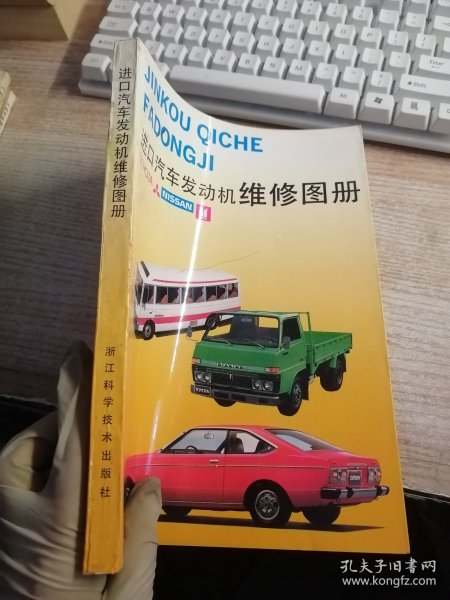 进口汽车发动机维修图册
浙江科学技术出版社
JINKOU QICHE
FADONGJI
进口汽车发动机维修图册
NISSAN
TOYOTA
孔夫子旧书网
www.kongfz.com